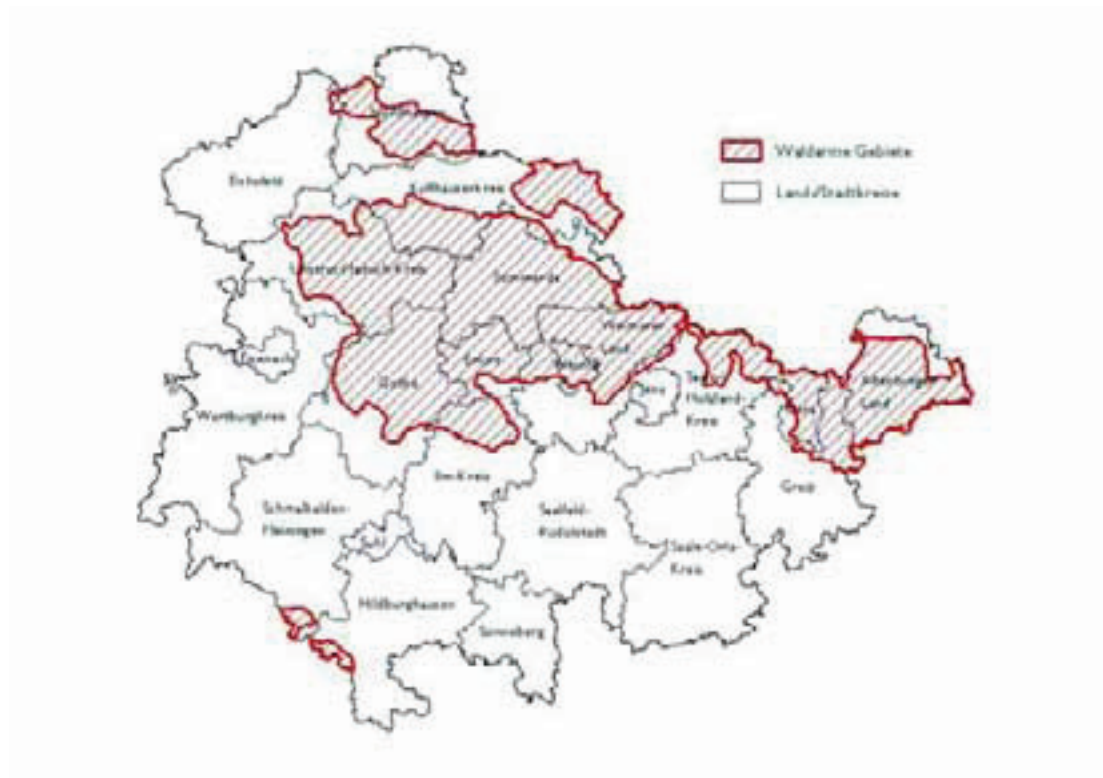 Waldarme Gebiete
Land-/Stadtkreise
Eichsfeld
Kyffhäuserkreis
Unstrut-Hainich-Kreis
Sömmerda
Weimarer
Land
Erfurt
Weimar
Gotha
Eisenach
Wartburgkreis
Jena
Holzland-
Kreis
Altenburger
Land
Gera
Greiz
Ilm-Kreis
Schmalkalden-
Meiningen
Suhl
Saalfeld-
Rudolstadt
Saale-Orla-
Kreis
Hildburghausen
Sonneberg